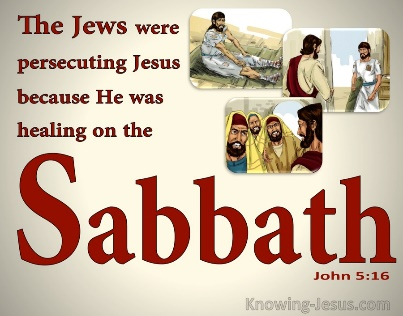 The Jews were
persecuting Jesus
because He was
healing on the
Sabbath
John 5:16
Knowing-Jesus.com